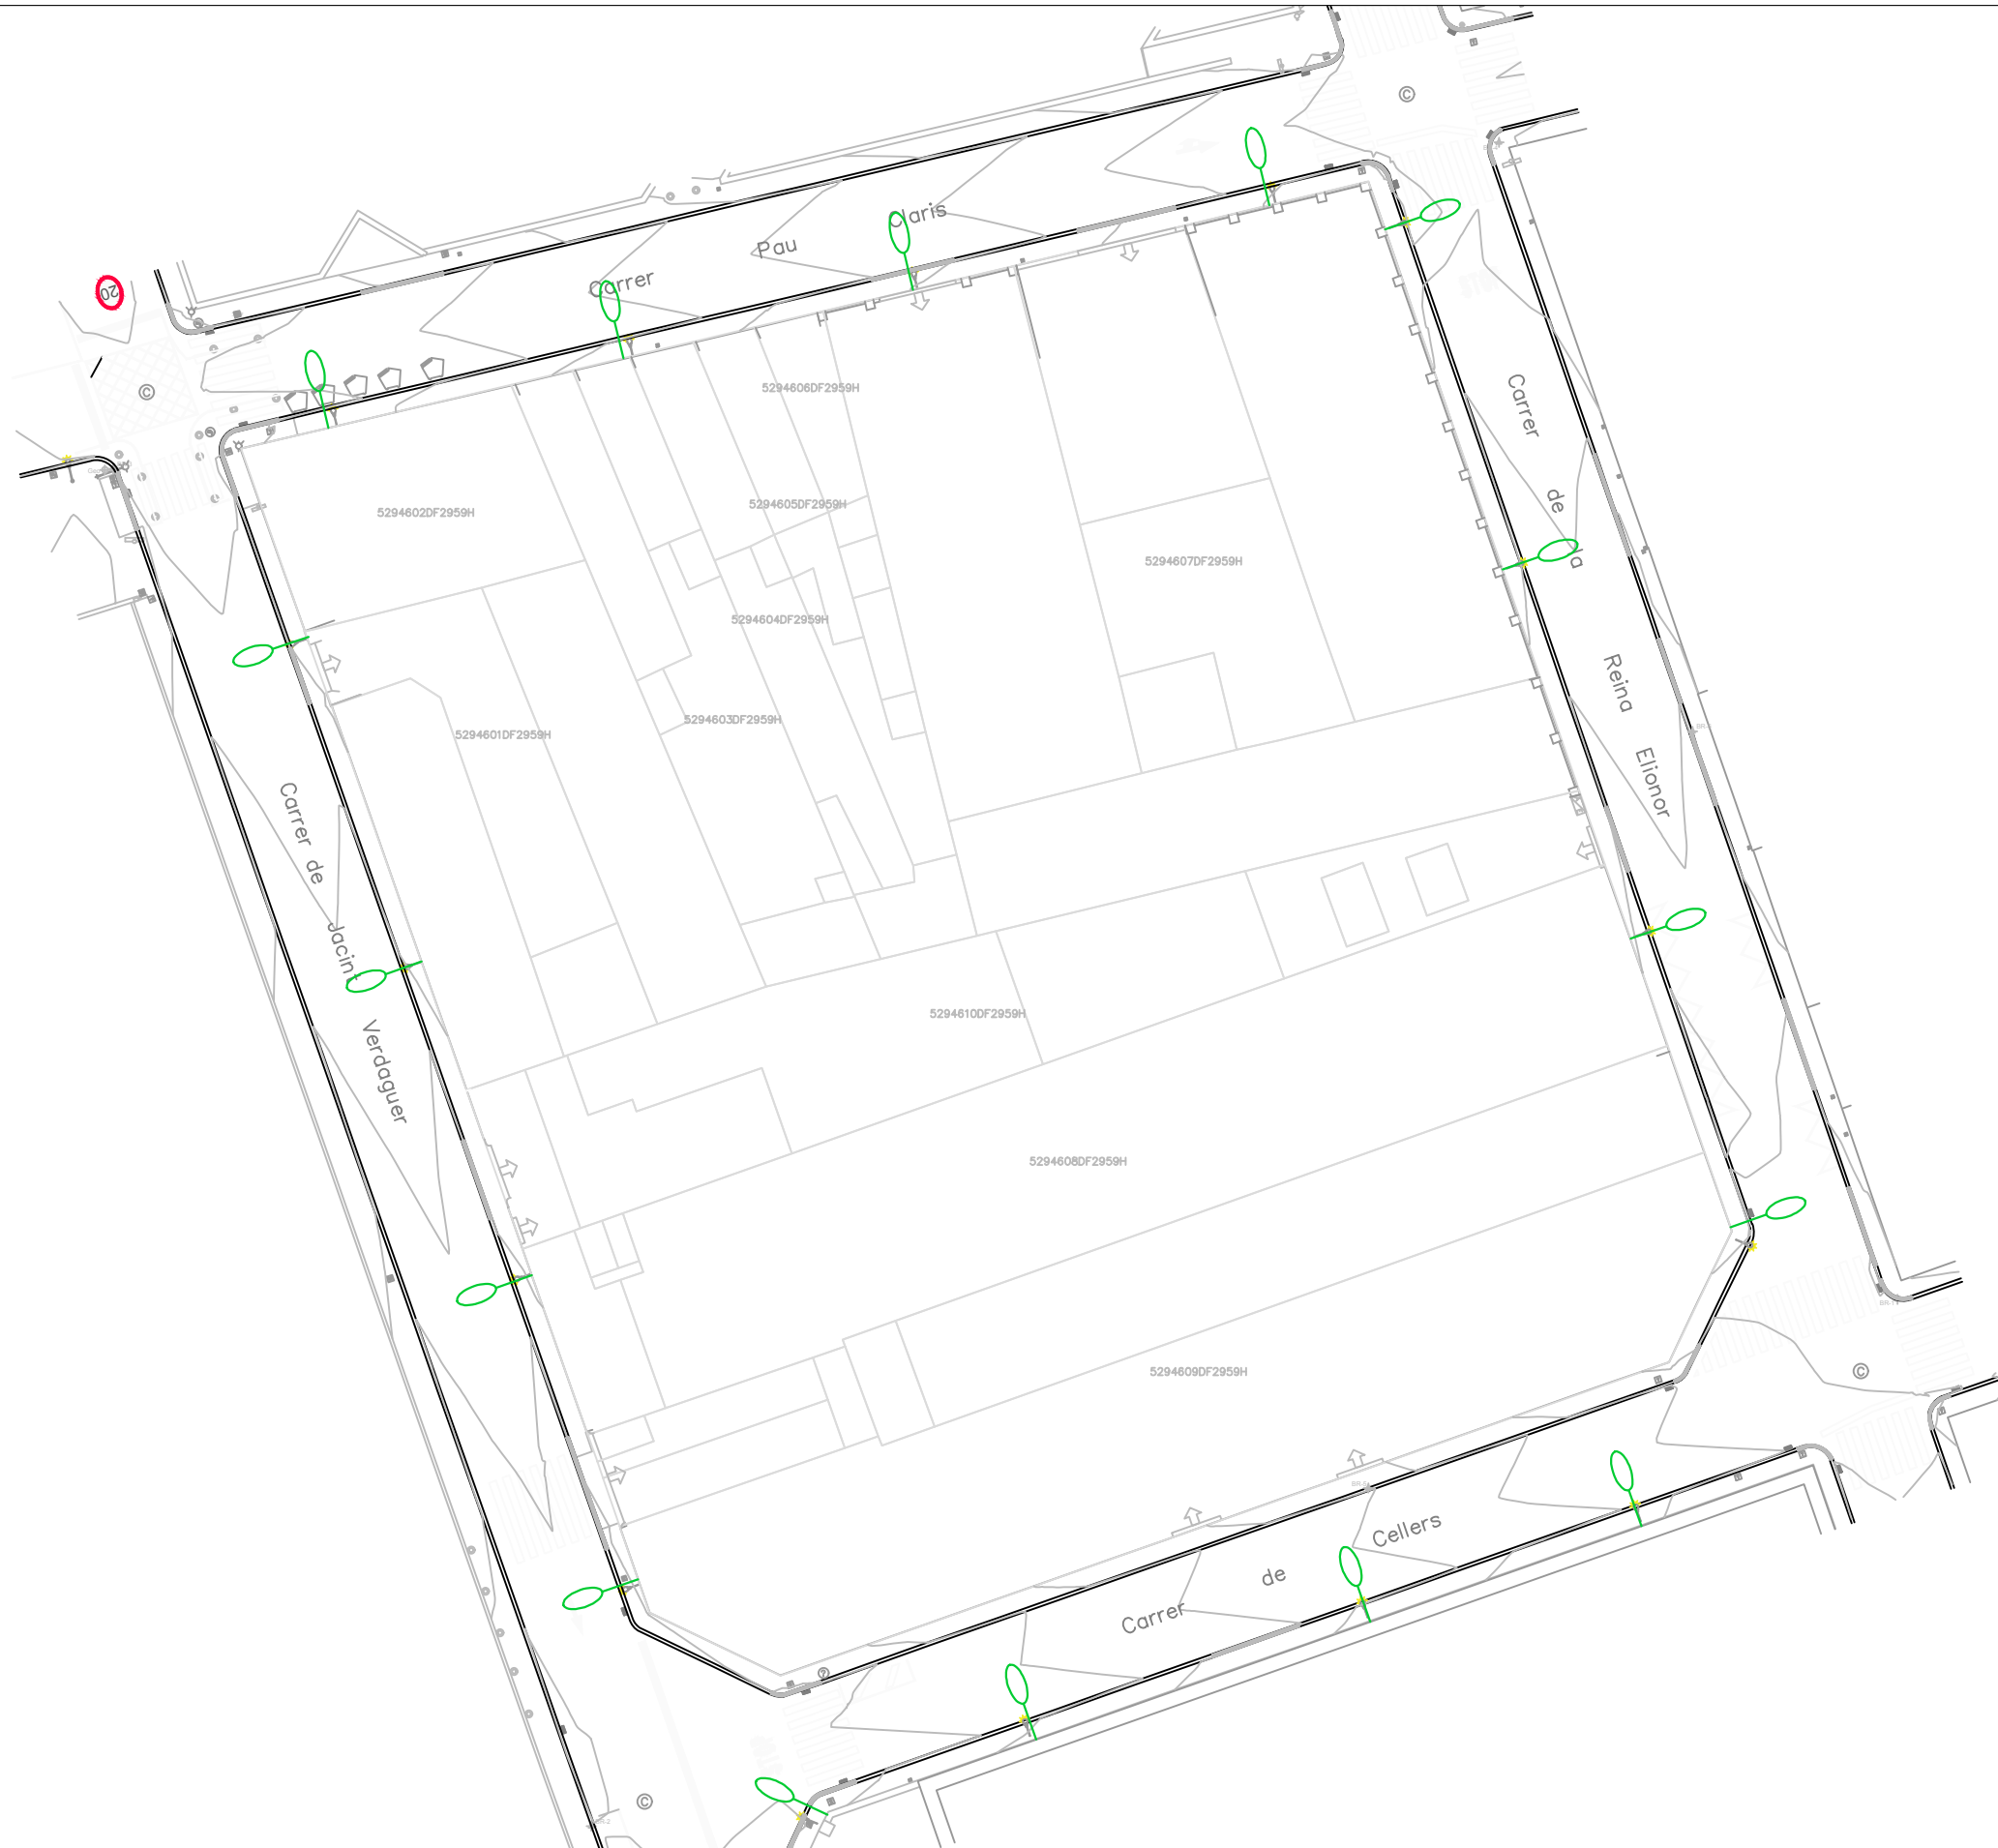 Carrer Pau Claris
20
5294606DF2959H
5294602DF2959H
5294605DF2959H
5294607DF2959H
5294604DF2959H
5294603DF2959H
5294601DF2959H
Carrer de la Reina Elionor
Carrer de Jacint Verdaguer
5294610DF2959H
5294608DF2959H
5294609DF2959H
Carrer de Cellers
©
©
©
©